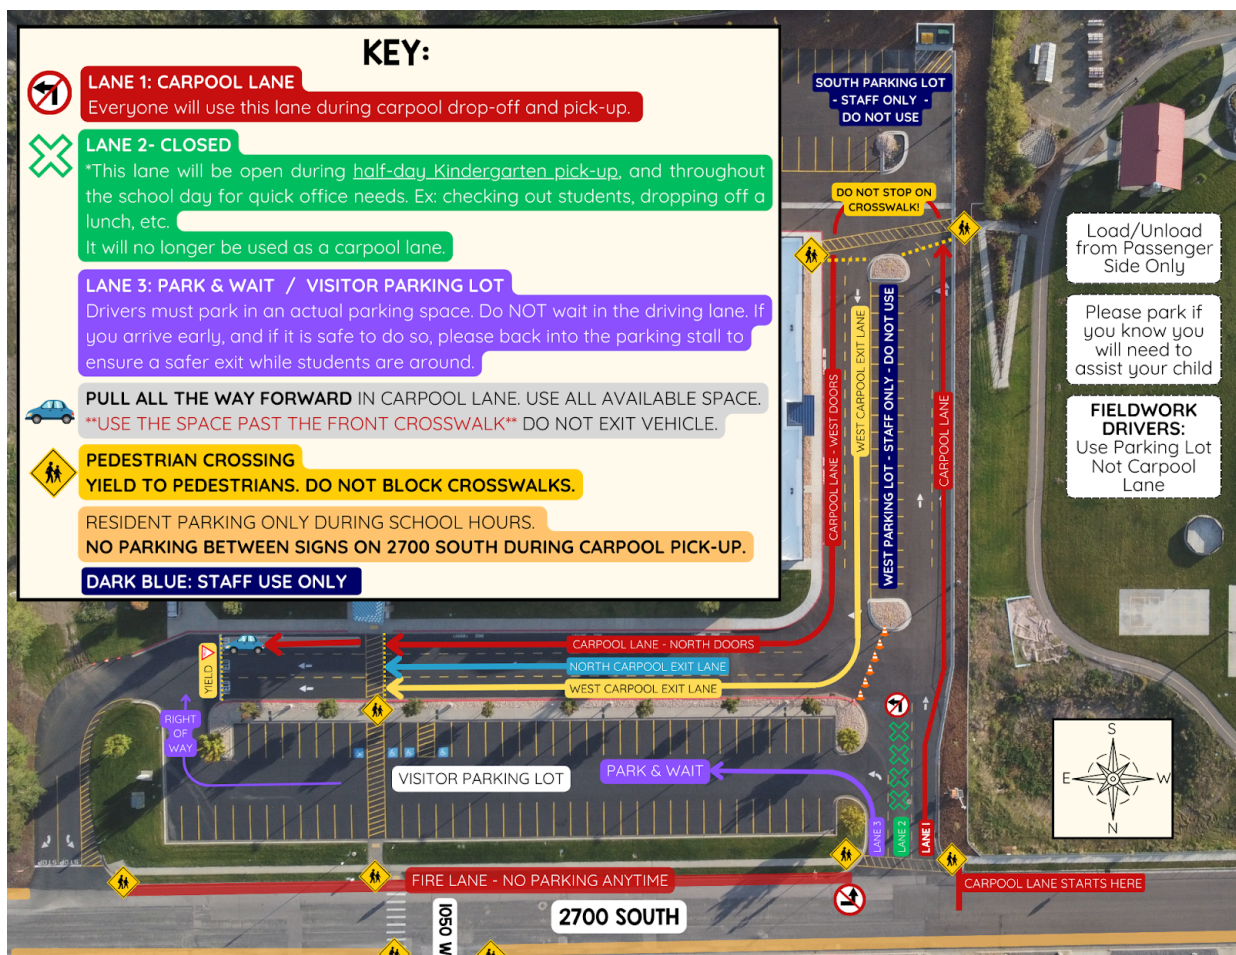 KEY:
LANE 1: CARPOOL LANE
Everyone will use this lane during carpool drop-off and pick-up.
LANE 2- CLOSED
*This lane will be open during half-day Kindergarten pick-up, and throughout
the school day for quick office needs. Ex: checking out students, dropping off a
lunch, etc.
It will no longer be used as a carpool lane.
LANE 3: PARK & WAIT / VISITOR PARKING LOT
Drivers must park in an actual parking space. Do NOT wait in the driving lane. If
you arrive early, and if it is safe to do so, please back into the parking stall to
ensure a safer exit while students are around.
PULL ALL THE WAY FORWARD IN CARPOOL LANE. USE ALL AVAILABLE SPACE.
**USE THE SPACE PAST THE FRONT CROSSWALK** DO NOT EXIT VEHICLE.
PEDESTRIAN CROSSING
YIELD TO PEDESTRIANS. DO NOT BLOCK CROSSWALKS.
RESIDENT PARKING ONLY DURING SCHOOL HOURS.
NO PARKING BETWEEN SIGNS ON 2700 SOUTH DURING CARPOOL PICK-UP.
DARK BLUE: STAFF USE ONLY
SOUTH PARKING LOT
- STAFF ONLY -
DO NOT USE
DO NOT STOP ON
CROSSWALK!
Load/Unload
from Passenger
Side Only
Please park if
you know you
will need to
assist your child
FIELDWORK
DRIVERS:
Use Parking Lot
Not Carpool
Lane
CARPOOL LANE - WEST DOORS
WEST CARPOOL EXIT LANE
WEST PARKING LOT - STAFF ONLY - DO NOT USE
CARPOOL LANE
CARPOOL LANE - NORTH DOORS
NORTH CARPOOL EXIT LANE
WEST CARPOOL EXIT LANE
YIELD
YIELD
YIELD
RIGHT
OF
WAY
VISITOR PARKING LOT
PARK & WAIT
LANE 3
LANE 2
LANE 1
S
E
W
N
STOP STOP
FIRE LANE - NO PARKING ANYTIME
CARPOOL LANE STARTS HERE
2700 SOUTH
1050 W